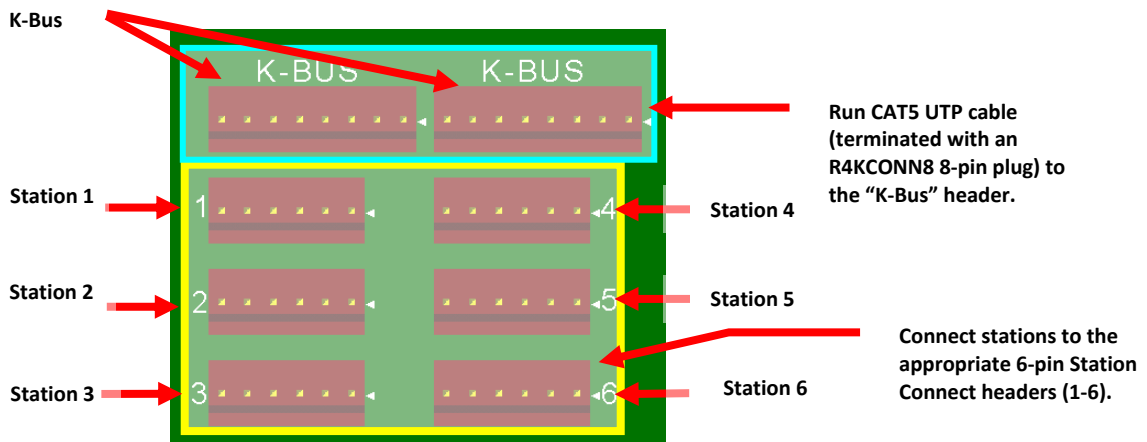 K-Bus
K-BUS K-BUS
Run CAT5 UTP cable
(terminated with an
R4KCONN8 8-pin plug) to
the “K-Bus” header.
Station 1
1
4
Station 4
Station 2
2
5
Station 5
Connect stations to the
appropriate 6-pin Station
Connect headers (1-6).
Station 3
3
6
Station 6